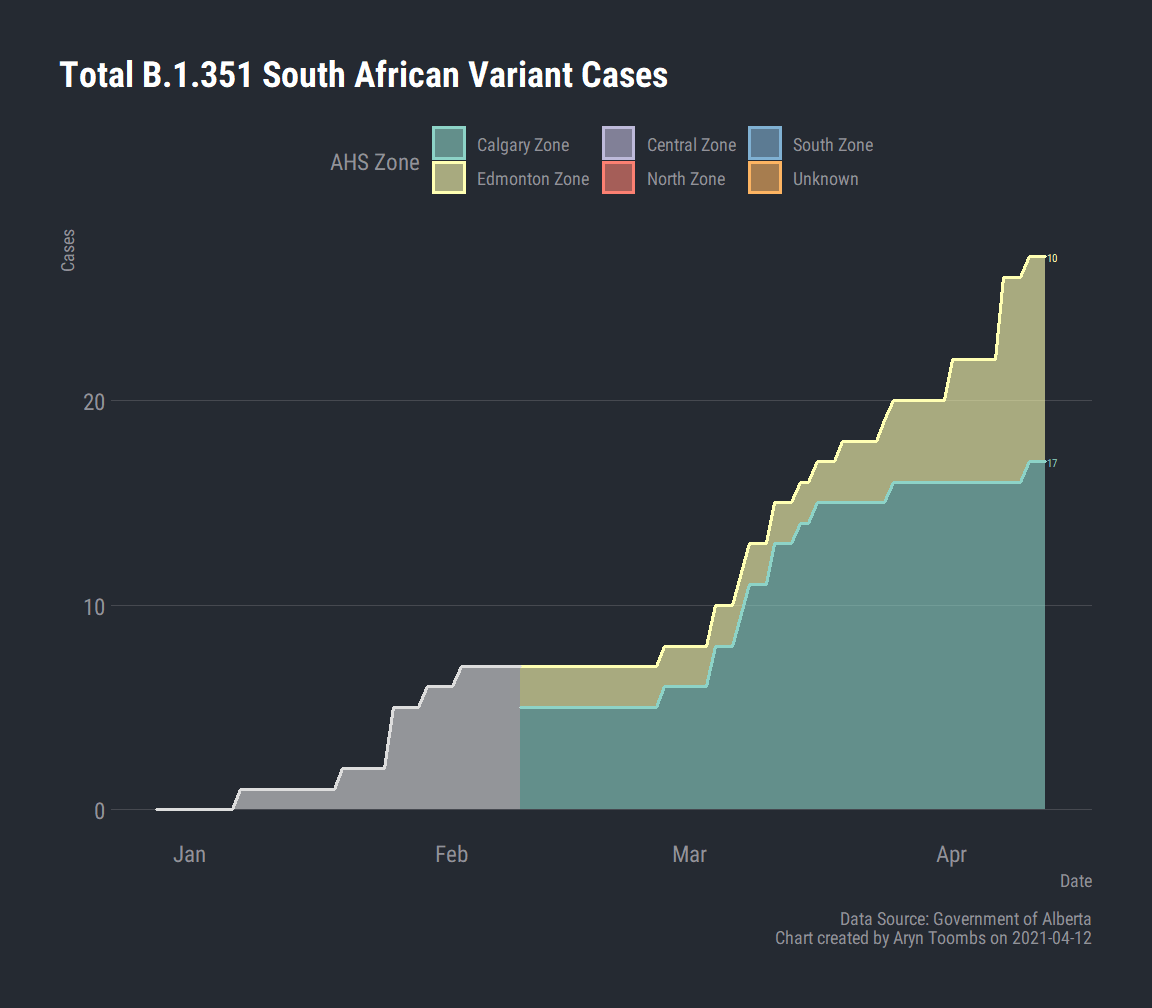 Total B.1.351 South African Variant Cases
AHS Zone
Calgary Zone
Central Zone
South Zone
Edmonton Zone
North Zone
Unknown
Cases
10
20
17
10
0
Jan Feb Mar Apr
Date
Data Source: Government of Alberta
Chart created by Aryn Toombs on 2021-04-12